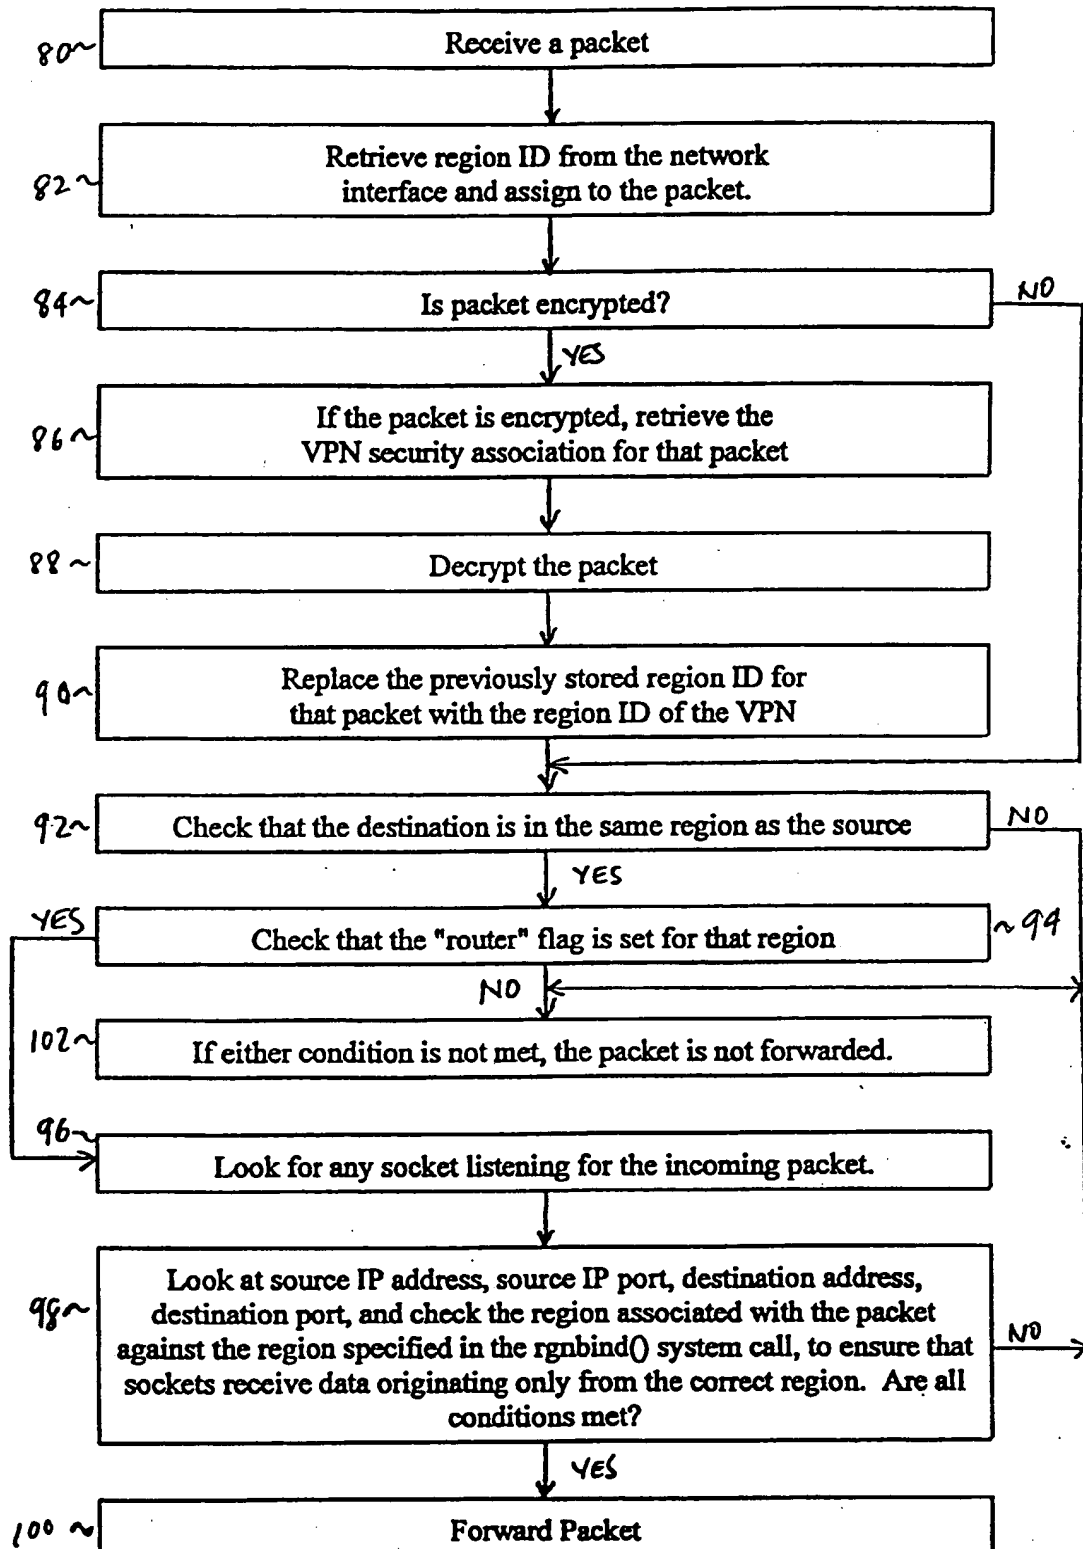 80~ Receive a packet
82~ Retrieve region ID from the network
interface and assign to the packet.
84~ Is packet encrypted? NO
YES
86~ If the packet is encrypted, retrieve the
VPN security association for that packet
88~ Decrypt the packet
90~ Replace the previously stored region ID for
that packet with the region ID of the VPN
92~ Check that the destination is in the same region as the source NO
YES
YES Check that the "router" flag is set for that region ~94
NO
102~ If either condition is not met, the packet is not forwarded.
96~ Look for any socket listening for the incoming packet.
Look at source IP address, source IP port, destination address,
98~ destination port, and check the region associated with the packet
against the region specified in the rgnbind() system call, to ensure that NO
sockets receive data originating only from the correct region. Are all
conditions met?
YES
100~ Forward Packet